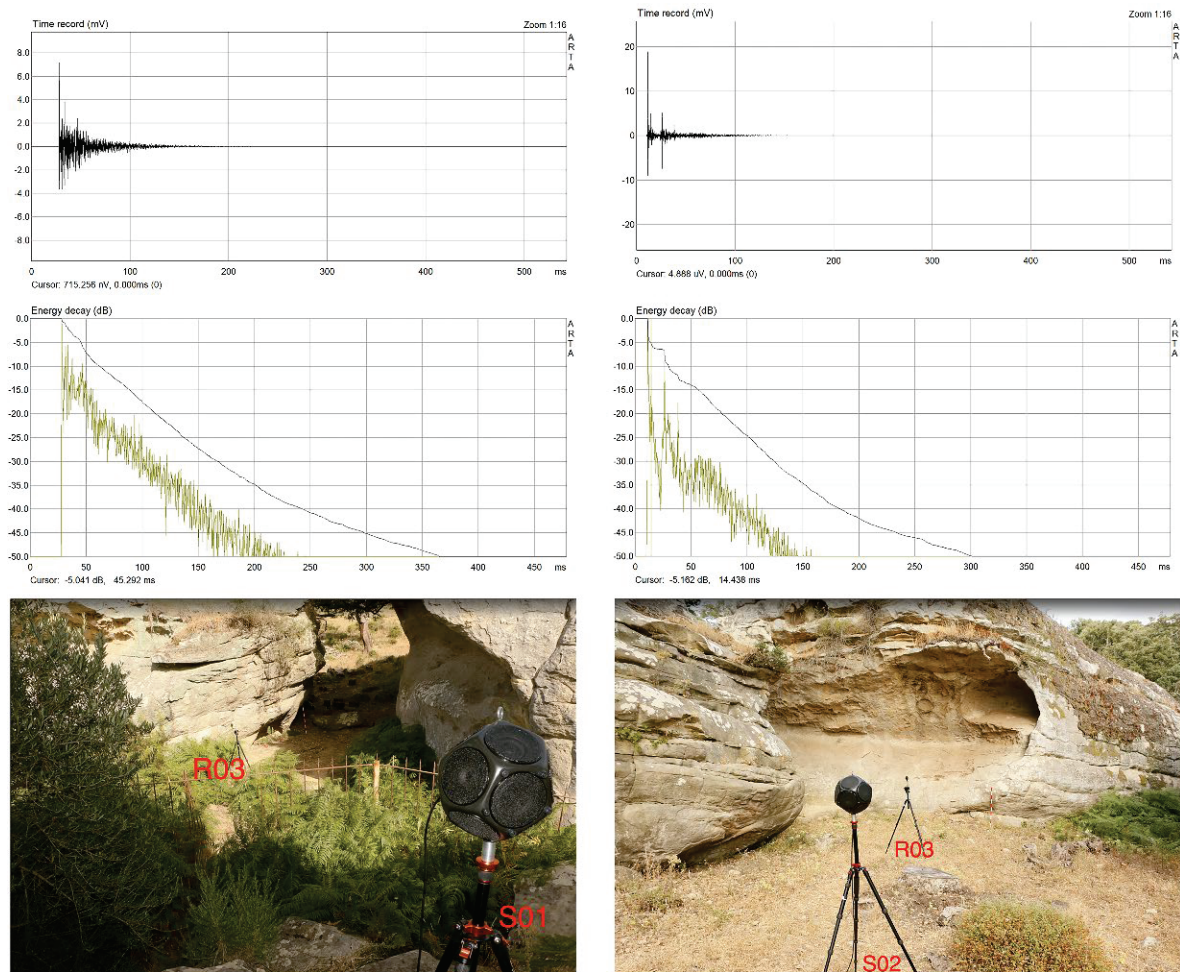 Time record (mV)
Zoom 1:16
A
R
T
A
8.0
6.0
4.0
2.0
0.0
-2.0
-4.0
-6.0
8.0
0
100
200
300
400
500
ms
Cursor: 715.256 nV, 0.000ms (0)
Time record (mV)
Zoom 1:16
A
R
T
A
20
10
0
-10
-20
0
100
200
300
400
500
ms
Cursor: 4.888 uV, 0.000ms (0)
Energy decay (dB)
A
R
T
A
0.0
-5.0
-10.0
-15.0
-20.0
-25.0
-30.0
-35.0
-40.0
-45.0
-50.0
0
50
100
150
200
250
300
350
400
450
ms
Cursor: -5.041 dB, 45.292 ms
Energy decay (dB)
A
R
T
A
0.0
-5.0
-10.0
-15.0
-20.0
-25.0
-30.0
-35.0
-40.0
-45.0
-50.0
0
50
100
150
200
250
300
350
400
450
ms
Cursor: -5.162 dB, 14.438 ms
R03
S01
R03
S02